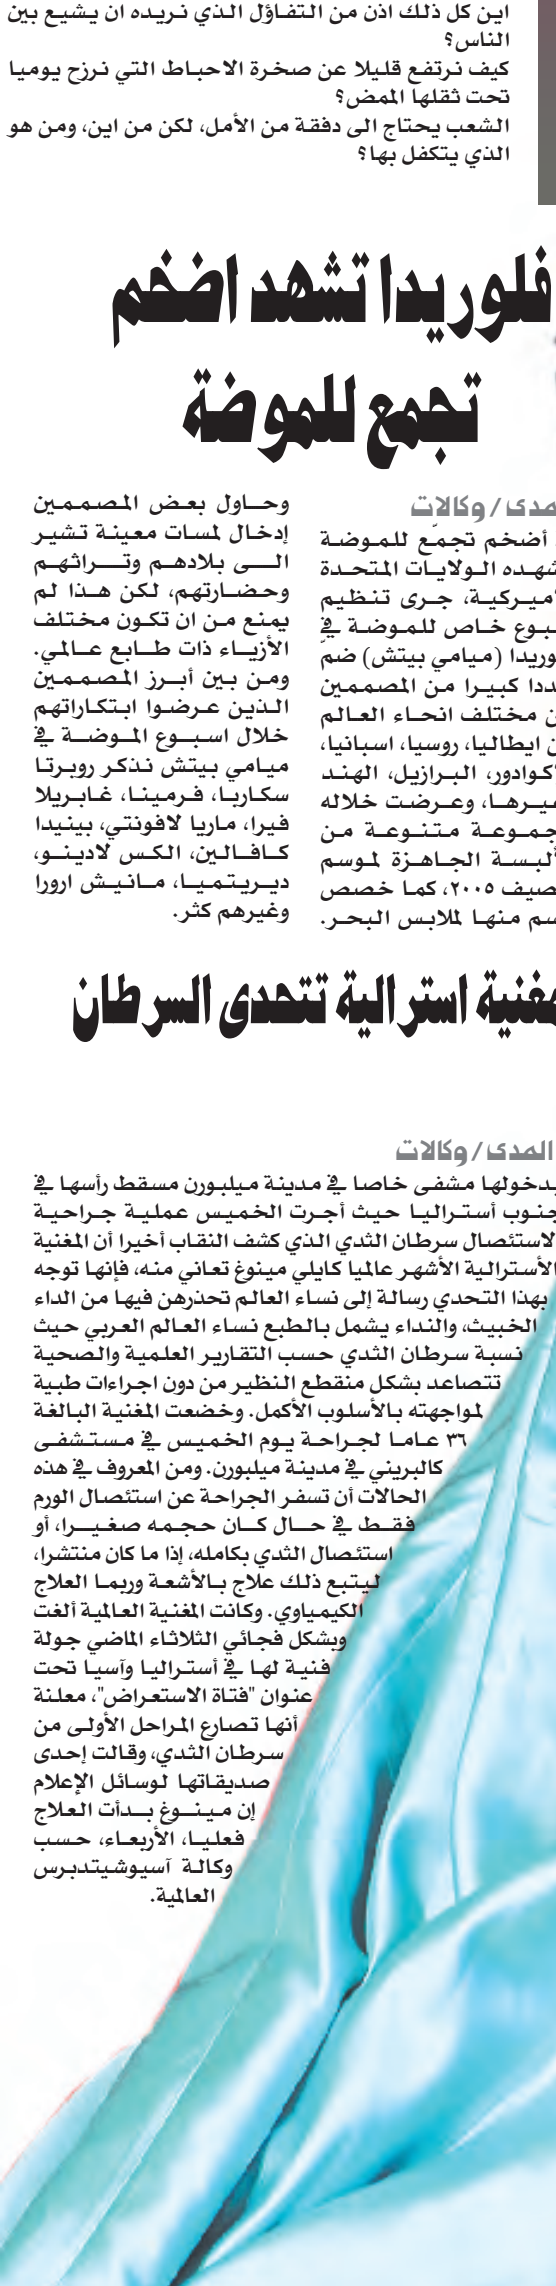 اين كل ذلك اذن من التفاؤل الذي نريده ان يشيع بين
الناس؟
كيف نرتفع قليلا عن صخرة الاحباط التي نرزح يوميا
تحت ثقلها الممض؟
الشعب يحتاج الى دفقة من الأمل، لكن من اين، ومن هو
الذي يتكفل بها؟
فلوريدا تشهد اضخم
تجمع للموضة
مدى/وكالات
أضخم تجمّع للموضة
شهده الولايات المتحدة
أميركية، جرى تنظيم
سبوع خاص للموضة في
وريدا (ميامي بيتش) ضمّ
ددا كبيرا من المصممين
ن مختلف انحاء العالم
ن ايطاليا، روسيا، اسبانيا،
كوادور، البرازيل، الهند
غيرها، وعرضت خلاله
جموعة متنوعة من
ألبسة الجاهزة لموسم
صيف ٢٠٠٥، كما خصص
سم منها لملابس البحر.
وحاول بعض المصممين
إدخال لمسات معينة تشير
الى بلادهم وتراثهم
وحضارتهم، لكن هذا لم
يمنع من ان تكون مختلف
الأزياء ذات طابع عالمي.
ومن بين أبرز المصممين
الذين عرضوا ابتكاراتهم
خلال اسبوع الموضة في
ميامي بيتش نذكر روبرتا
سكاربا، فرمينا، غابريلا
فيرا، ماريا لافونتي، بينيدا
كافالين، الكس لادينو،
ديريتميا، مانيش ارورا
وغيرهم كثر.
مغنية استرالية تتحدى السرطان
المدى/وكالات
بدخولها مشفى خاصا في مدينة ميلبورن مسقط رأسها في
جنوب أستراليا حيث أجرت الخميس عملية جراحية
لاستئصال سرطان الثدي الذي كشف النقاب أخيرا أن المغنية
الأسترالية الأشهر عالميا كايلي مينوغ تعاني منه، فإنها توجه
بهذا التحدي رسالة إلى نساء العالم تحذرهن فيها من الداء
الخبيث، والنداء يشمل بالطبع نساء العالم العربي حيث
نسبة سرطان الثدي حسب التقارير العلمية والصحية
تتصاعد بشكل منقطع النظير من دون اجراءات طبية
لمواجهته بالأسلوب الأكمل. وخضعت المغنية البالغة
٣٦ عاما لجراحة يوم الخميس في مستشفى
كالبريني في مدينة ميلبورن. ومن المعروف في هذه
الحالات أن تسفر الجراحة عن استئصال الورم
فقط في حال كان حجمه صغيرا، أو
استئصال الثدي بكامله، إذا ما كان منتشرا،
ليتبع ذلك علاج بالأشعة وربما العلاج
الكيمياوي. وكانت المغنية العالمية ألغت
وبشكل فجائي الثلاثاء الماضي جولة
فنية لها في أستراليا وآسيا تحت
عنوان "فتاة الاستعراض"، معلنة
أنها تصارع المراحل الأولى من
سرطان الثدي، وقالت إحدى
صديقاتها لوسائل الإعلام
إن مينوغ بدأت العلاج
فعليا، الأربعاء، حسب
وكالة آسيوشيتدبرس
العالمية.